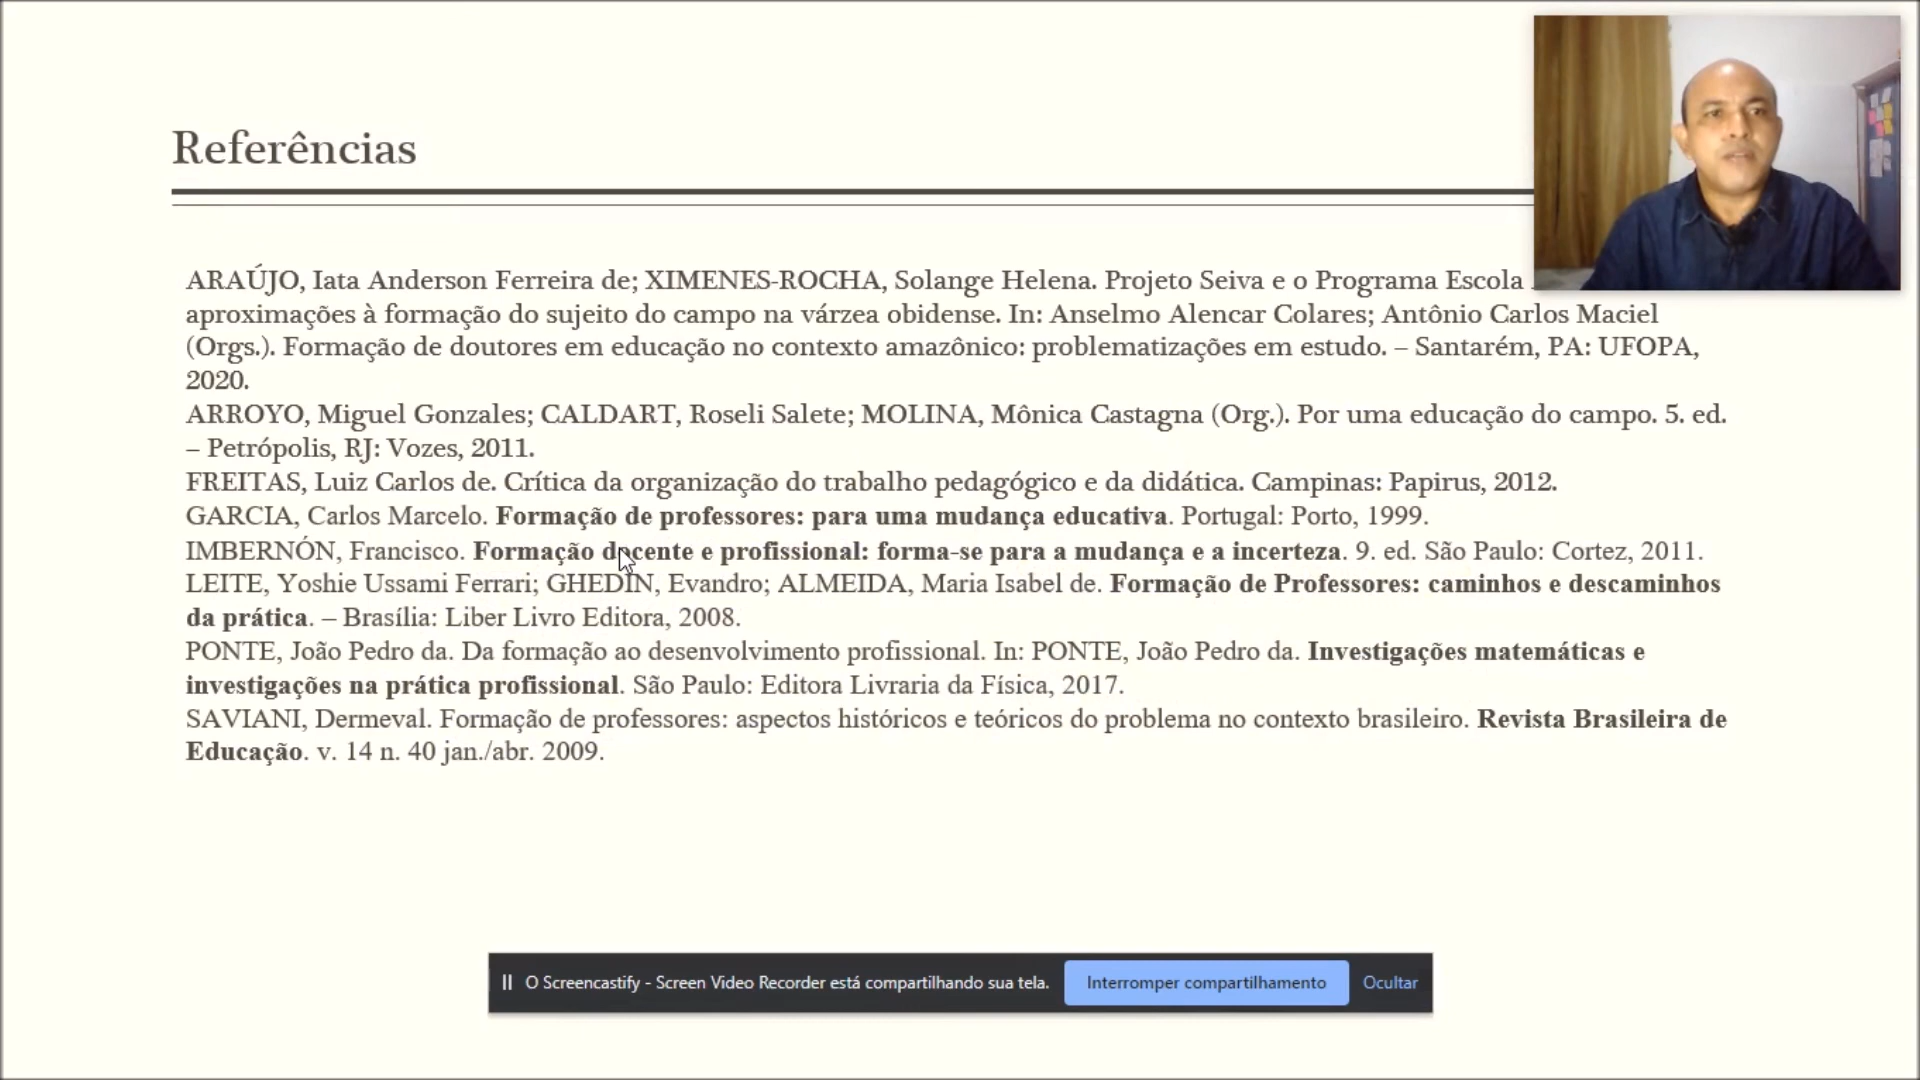 Referências
ARAÚJO, Iata Anderson Ferreira de; XIMENES-ROCHA, Solange Helena. Projeto Seiva e o Programa Escola
aproximações à formação do sujeito do campo na várzea obidense. In: Anselmo Alencar Colares; Antônio Carlos Maciel
(Orgs.). Formação de doutores em educação no contexto amazônico: problematizações em estudo. – Santarém, PA: UFOPA,
2020.
ARROYO, Miguel Gonzales; CALDART, Roseli Salete; MOLINA, Mônica Castagna (Org.). Por uma educação do campo. 5. ed.
– Petrópolis, RJ: Vozes, 2011.
FREITAS, Luiz Carlos de. Crítica da organização do trabalho pedagógico e da didática. Campinas: Papirus, 2012.
GARCIA, Carlos Marcelo. Formação de professores: para uma mudança educativa. Portugal: Porto, 1999.
IMBERNÓN, Francisco. Formação docente e profissional: forma-se para a mudança e a incerteza. 9. ed. São Paulo: Cortez, 2011.
LEITE, Yoshie Ussami Ferrari; GHEDIN, Evandro; ALMEIDA, Maria Isabel de. Formação de Professores: caminhos e descaminhos
da prática. – Brasília: Liber Livro Editora, 2008.
PONTE, João Pedro da. Da formação ao desenvolvimento profissional. In: PONTE, João Pedro da. Investigações matemáticas e
investigações na prática profissional. São Paulo: Editora Livraria da Física, 2017.
SAVIANI, Dermeval. Formação de professores: aspectos históricos e teóricos do problema no contexto brasileiro. Revista Brasileira de
Educação. v. 14 n. 40 jan./abr. 2009.
O Screencastify - Screen Video Recorder está compartilhando sua tela.
Interromper compartilhamento
Ocultar